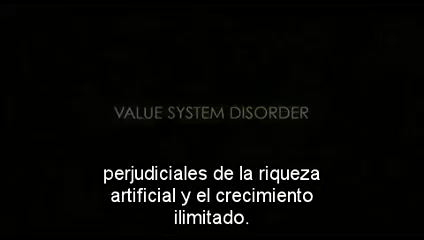 VALUE SYSTEM DISORDER
perjudiciales de la riqueza
artificial y el crecimiento
ilimitado.